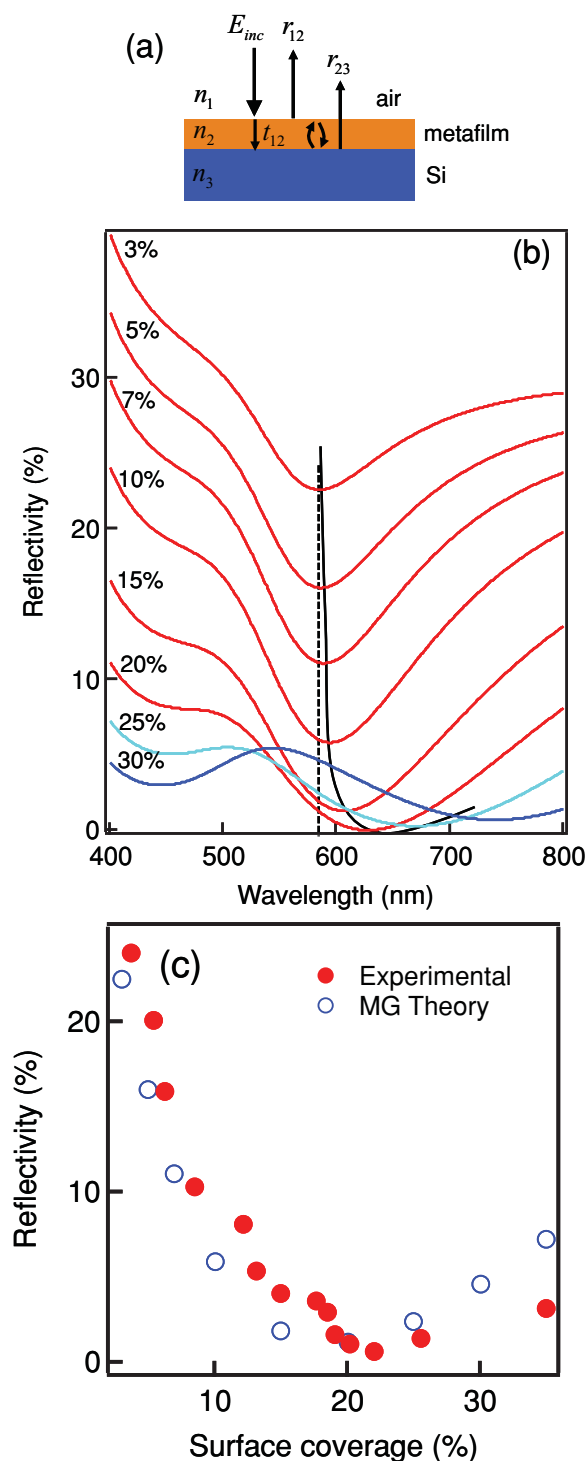 (a)
E_inc r_12
r_23
n_1 air
n_2 t_12 metafilm
n_3 Si
(b)
3%
5%
30
7%
10%
20
15%
10
20%
25%
30%
0
400 500 600 700 800
Reflectivity (%)
Wavelength (nm)
(c)
Experimental
MG Theory
20
10
0
10 20 30
Reflectivity (%)
Surface coverage (%)